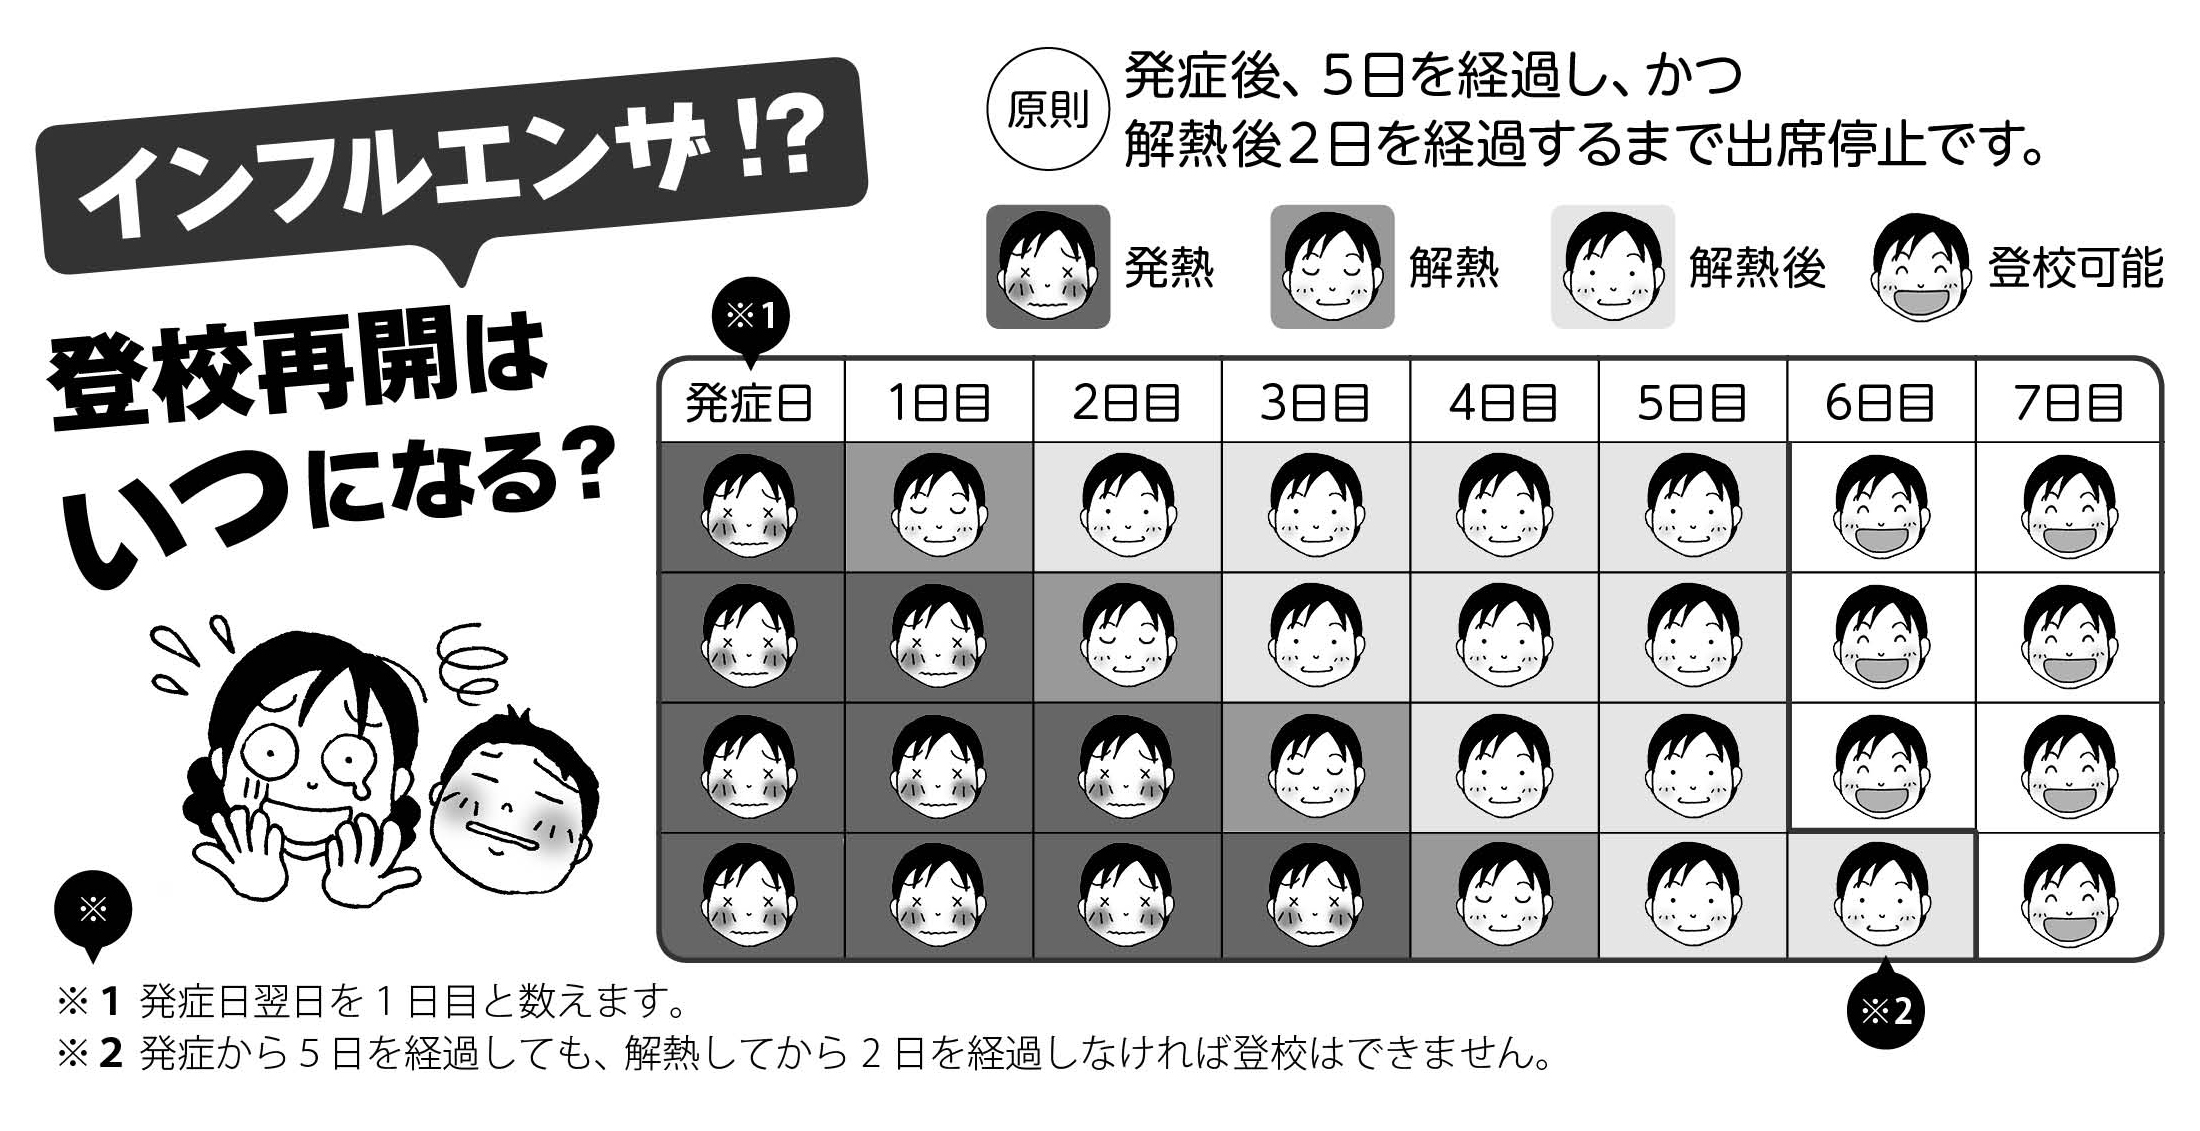 インフルエンザ!?
登校再開は
いつになる?
原則
発症後、5日を経過し、かつ
解熱後2日を経過するまで出席停止です。
発熱
解熱
解熱後
登校可能
※1
発症日 1日目 2日目 3日目 4日目 5日目 6日目 7日目
※2
※
※1 発症日翌日を1日目と数えます。
※2 発症から5日を経過しても、解熱してから2日を経過しなければ登校はできません。